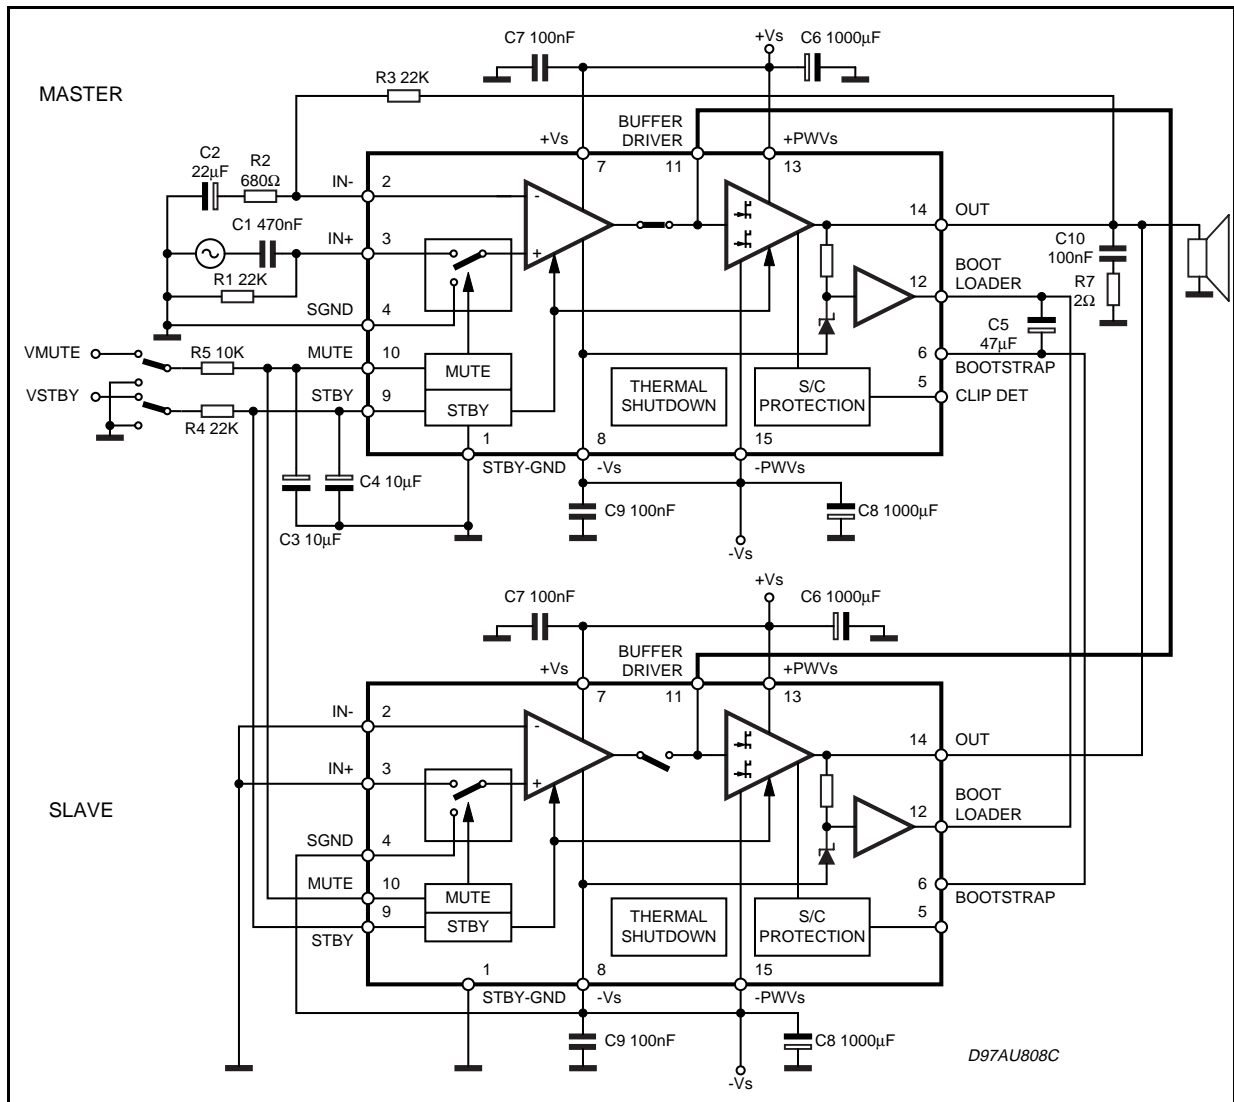 C7 100nF
+Vs
C6 1000µF
R3 22K
MASTER
BUFFER
DRIVER
+Vs
+PWVs
7
11
13
C2
22µF
R2
680Ω
IN-
2
-
14
OUT
C1 470nF
IN+
3
+
C10
100nF
R1 22K
BOOT
LOADER
12
R7
2Ω
SGND
4
C5
47µF
VMUTE
R5 10K
MUTE
10
MUTE
THERMAL
SHUTDOWN
S/C
PROTECTION
6
BOOTSTRAP
5
CLIP DET
VSTBY
STBY
9
STBY
R4 22K
1
8
15
STBY-GND
-Vs
-PWVs
C4 10µF
C3 10µF
C9 100nF
C8 1000µF
-Vs
+Vs
C7 100nF
C6 1000µF
BUFFER
DRIVER
+Vs
+PWVs
7
11
13
IN-
2
-
14
OUT
IN+
3
+
SLAVE
BOOT
LOADER
12
SGND
4
MUTE
10
MUTE
THERMAL
SHUTDOWN
S/C
PROTECTION
6
BOOTSTRAP
9
STBY
STBY
5
1
8
15
STBY-GND
-Vs
-PWVs
C9 100nF
C8 1000µF
-Vs
D97AU808C